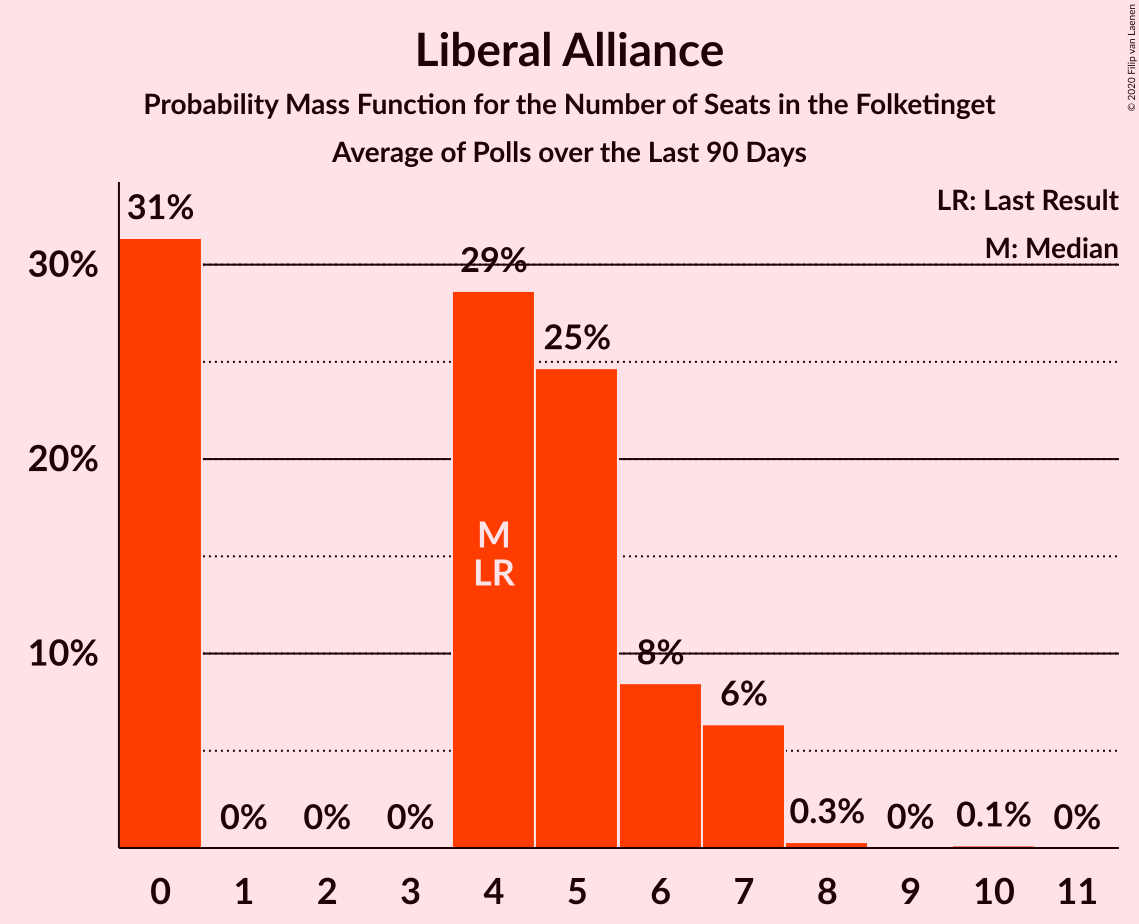 Liberal Alliance
Probability Mass Function for the Number of Seats in the Folketinget
Average of Polls over the Last 90 Days
© 2020 Filip van Laenen
LR: Last Result
M: Median
31%
30%
29%
25%
20%
M
LR
10%
8%
6%
0%
0%
0%
0.3%
0%
0.1%
0%
0 1 2 3 4 5 6 7 8 9 10 11